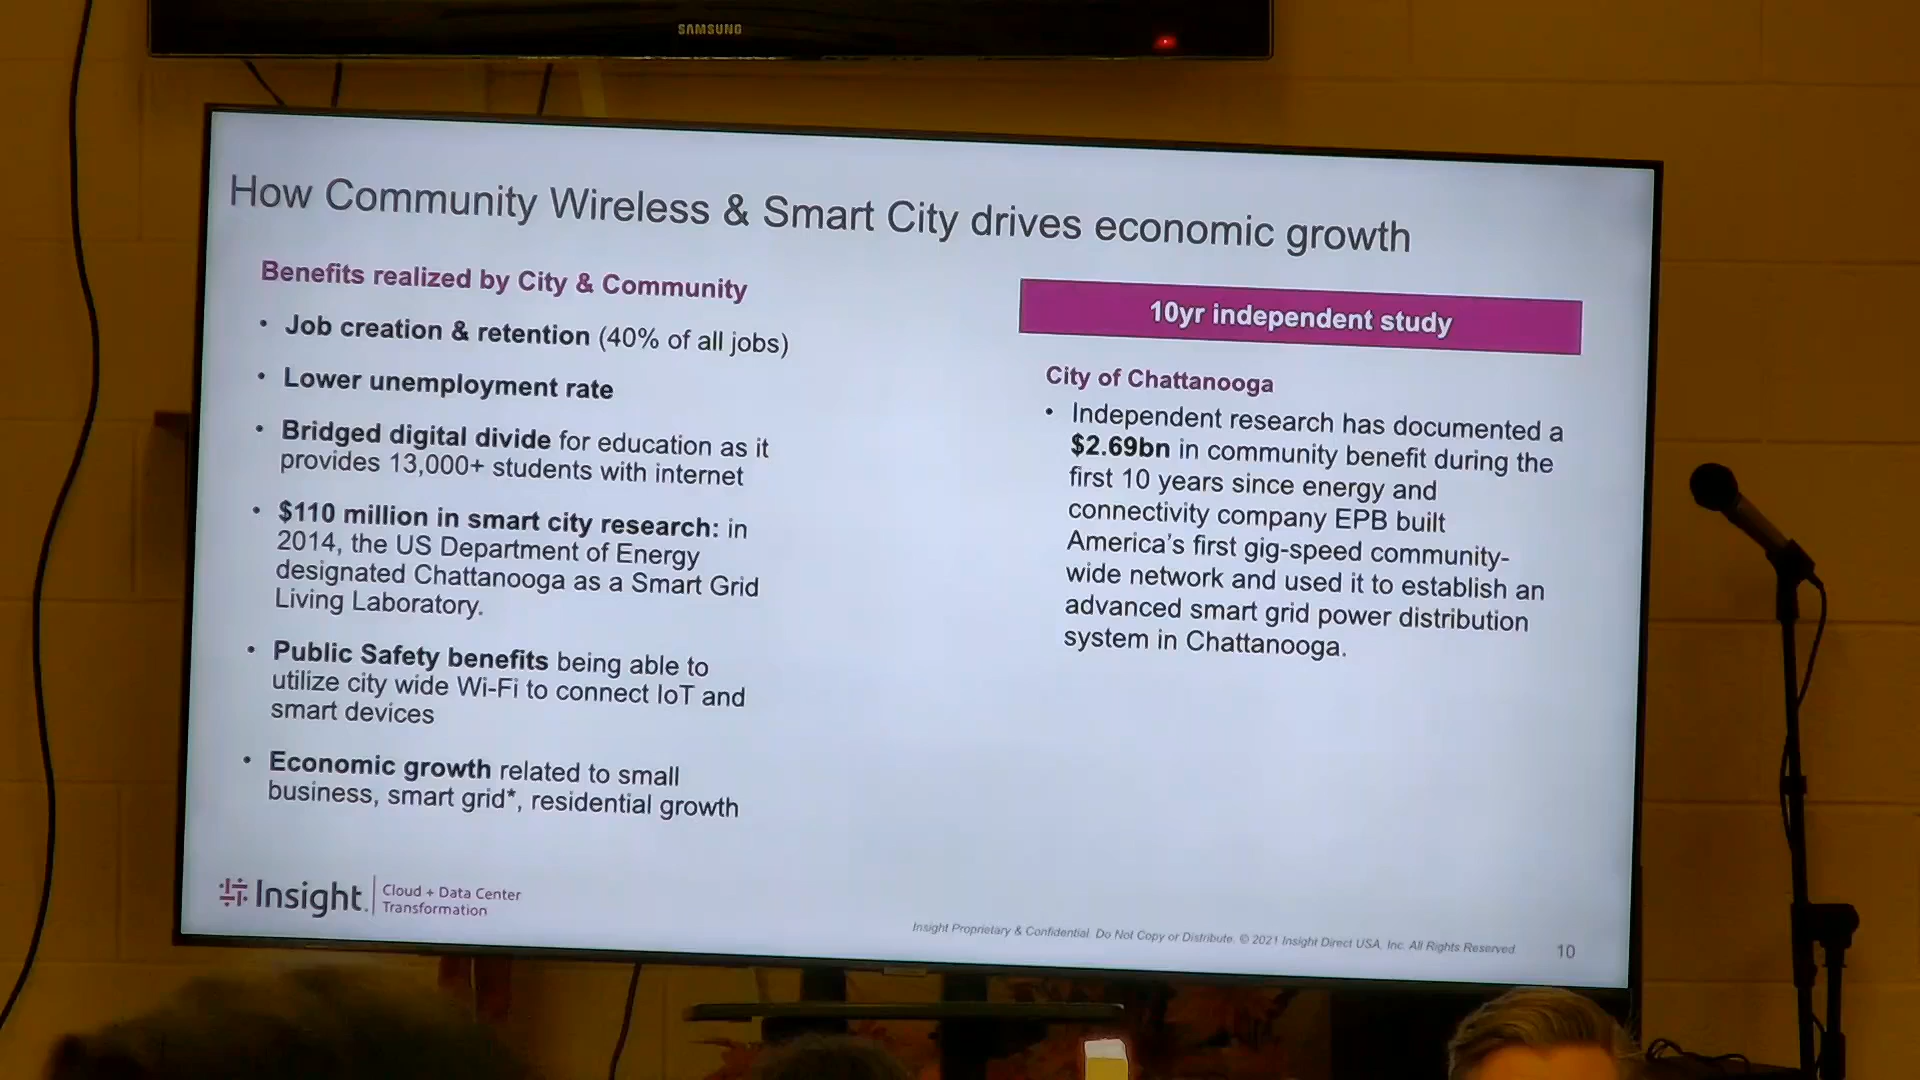 SAMSUNG
How Community Wireless & Smart City drives economic growth
Benefits realized by City & Community
• Job creation & retention (40% of all jobs)
• Lower unemployment rate
• Bridged digital divide for education as it
provides 13,000+ students with internet
• $110 million in smart city research: in
2014, the US Department of Energy
designated Chattanooga as a Smart Grid
Living Laboratory.
• Public Safety benefits being able to
utilize city wide Wi-Fi to connect IoT and
smart devices
• Economic growth related to small
business, smart grid*, residential growth
10yr independent study
City of Chattanooga
• Independent research has documented a
$2.69bn in community benefit during the
first 10 years since energy and
connectivity company EPB built
America's first gig-speed community-
wide network and used it to establish an
advanced smart grid power distribution
system in Chattanooga.
Insight.
Cloud + Data Center
Transformation
Insight Proprietary & Confidential. Do Not Copy or Distribute. © 2021 Insight Direct USA, Inc. All Rights Reserved
10